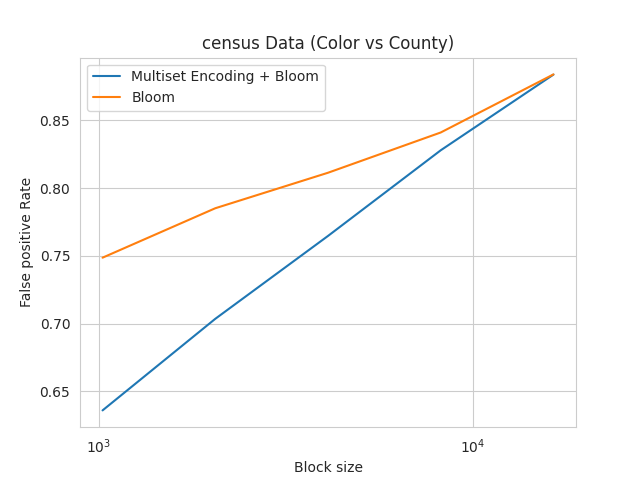 census Data (Color vs County)
Multiset Encoding + Bloom
Bloom
False positive Rate
0.85
0.80
0.75
0.70
0.65
10³
10⁴
Block size